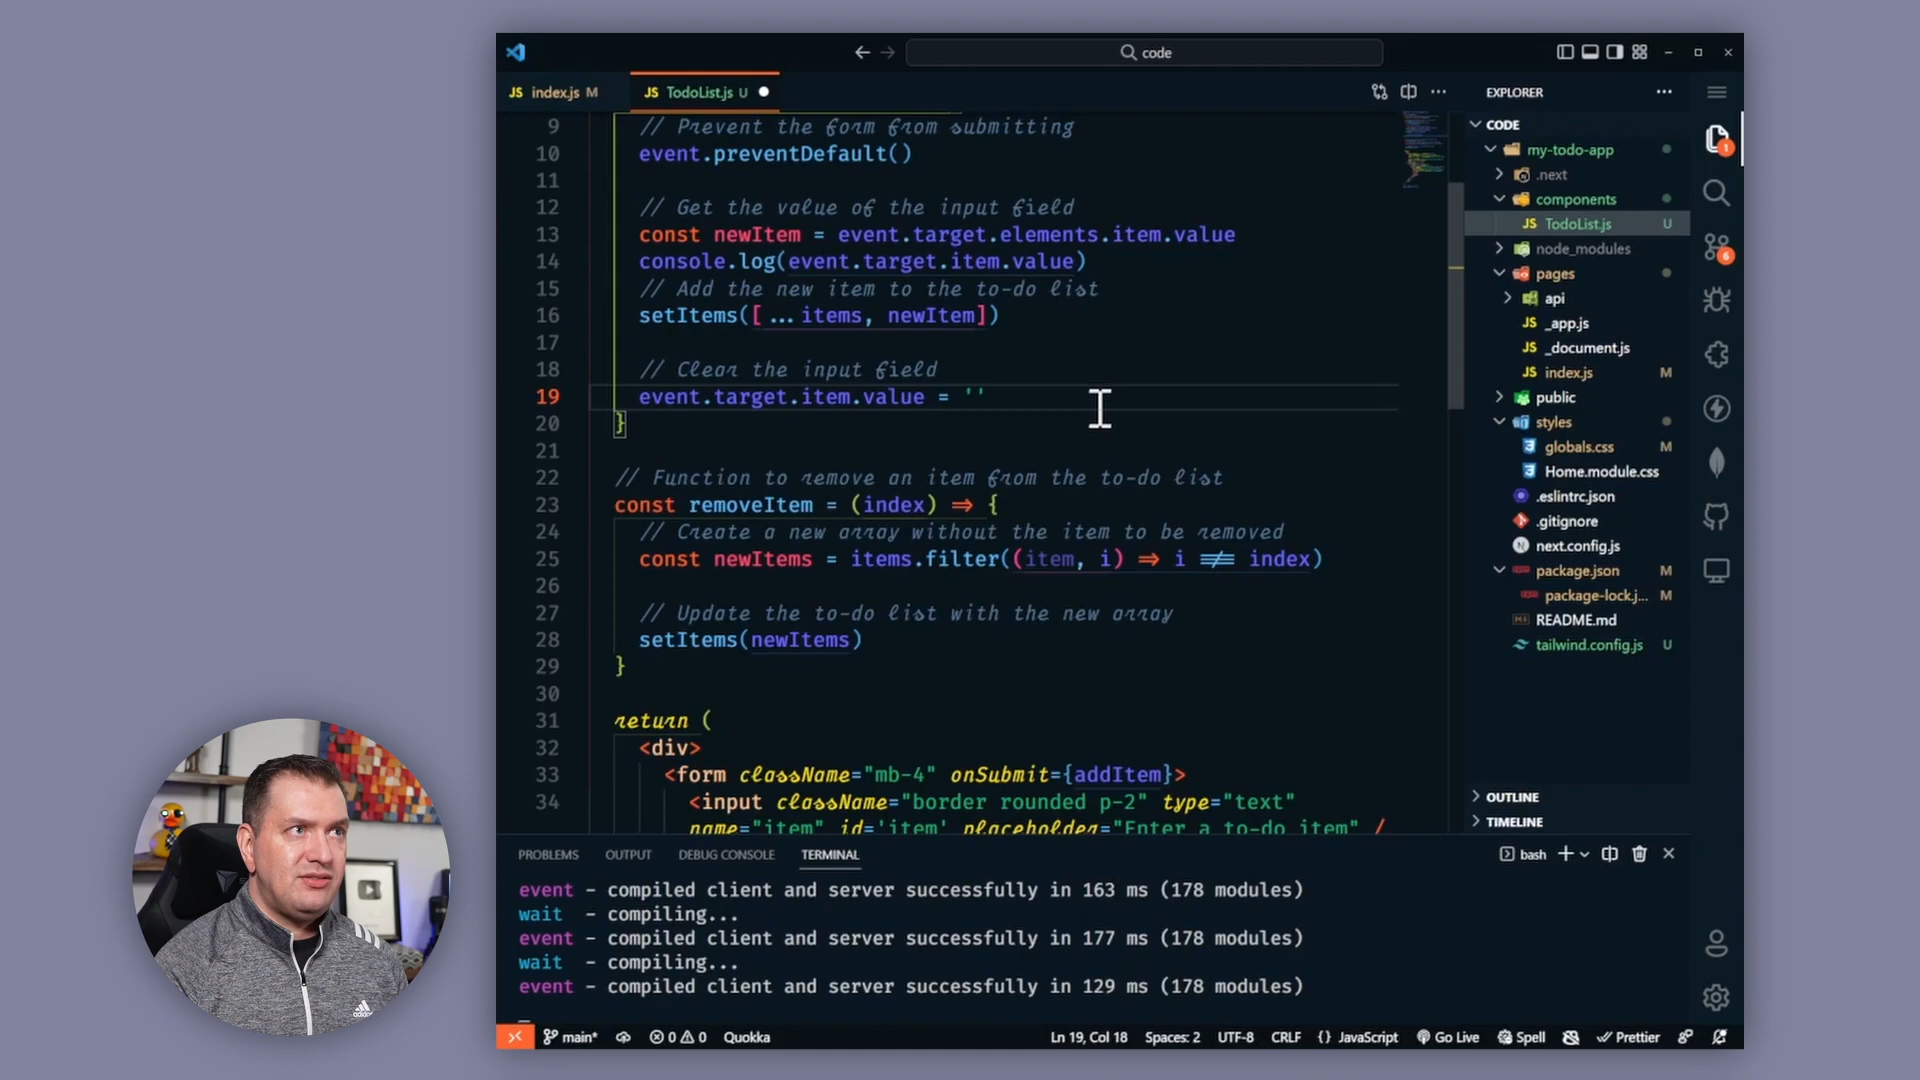 code
JS index.js M
JS TodoList.js U
EXPLORER
9 // Prevent the form from submitting
10 event.preventDefault()
11
12 // Get the value of the input field
13 const newItem = event.target.elements.item.value
14 console.log(event.target.item.value)
15 // Add the new item to the to-do list
16 setItems([...items, newItem])
17
18 // Clear the input field
19 event.target.item.value = ''
20 }
21
22 // Function to remove an item from the to-do list
23 const removeItem = (index) => {
24 // Create a new array without the item to be removed
25 const newItems = items.filter((item, i) => i !== index)
26
27 // Update the to-do list with the new array
28 setItems(newItems)
29 }
30
31 return (
32 <div>
33 <form className="mb-4" onSubmit={addItem}>
34 <input className="border rounded p-2" type="text"
name="item" id='item' placeholder="Enter a to-do item" /
CODE
my-todo-app
.next
components
JS TodoList.js U
node_modules
pages
api
JS _app.js
JS _document.js
JS index.js M
public
styles
globals.css M
Home.module.css
.eslintrc.json
.gitignore
next.config.js
package.json M
package-lock.j... M
README.md
tailwind.config.js U
OUTLINE
TIMELINE
1
6
PROBLEMS OUTPUT DEBUG CONSOLE TERMINAL
bash
event - compiled client and server successfully in 163 ms (178 modules)
wait - compiling...
event - compiled client and server successfully in 177 ms (178 modules)
wait - compiling...
event - compiled client and server successfully in 129 ms (178 modules)
main* 0 0 Quokka
Ln 19, Col 18 Spaces: 2 UTF-8 CRLF {} JavaScript Go Live Spell Prettier
adidas